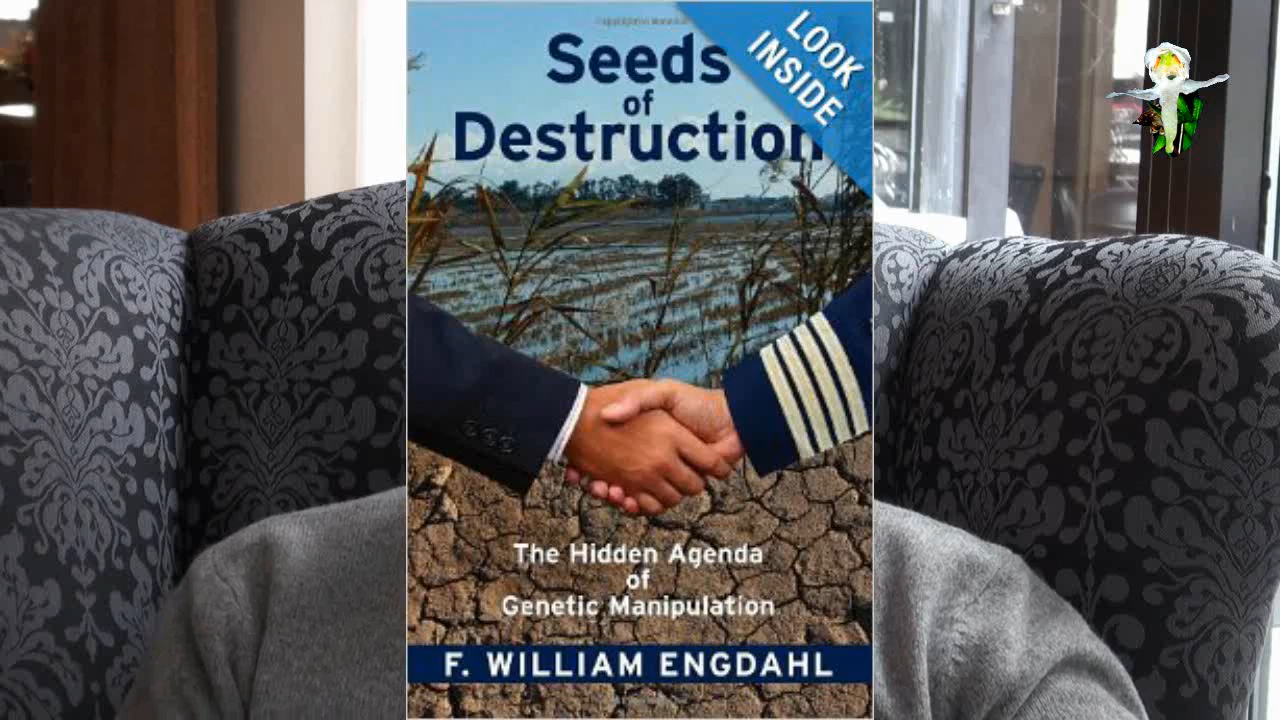 Seeds
of
Destruction
LOOK
INSIDE
The Hidden Agenda
of
Genetic Manipulation
F. WILLIAM ENGDAHL